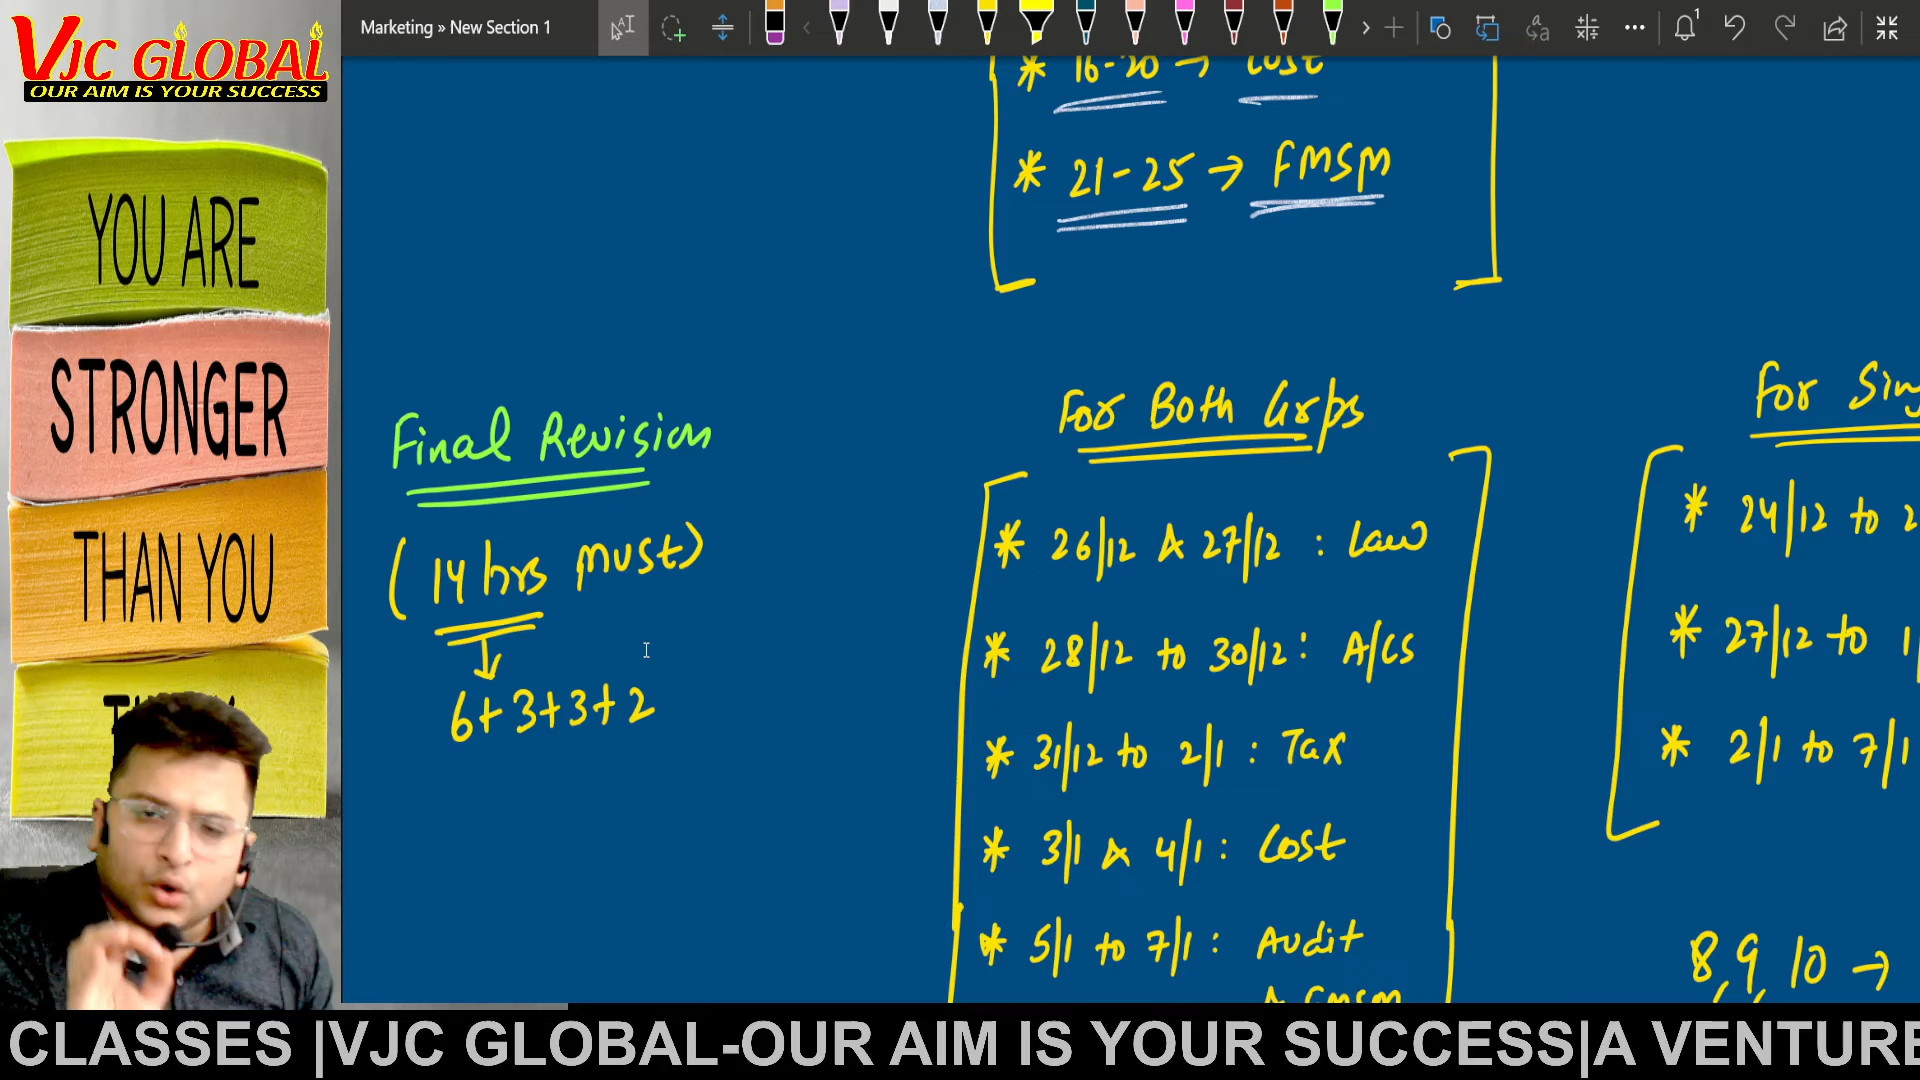 VJC GLOBAL
OUR AIM IS YOUR SUCCESS
Marketing » New Section 1
YOU ARE
STRONGER
THAN YOU
* 16-20 → Cost
* 21-25 → FMSM
Final Revision
(14 hrs must)
6+3+3+2
For Both Grps
* 26/12 & 27/12 : Law
* 28/12 to 30/12 : A/cs
* 31/12 to 2/1 : Tax
* 3/1 & 4/1 : Cost
* 5/1 to 7/1 : Audit
& FMSM
For Sin
* 24/12 to 2
* 27/12 to 1
* 2/1 to 7/1
8, 9, 10 →
CLASSES |VJC GLOBAL-OUR AIM IS YOUR SUCCESS|A VENTURE